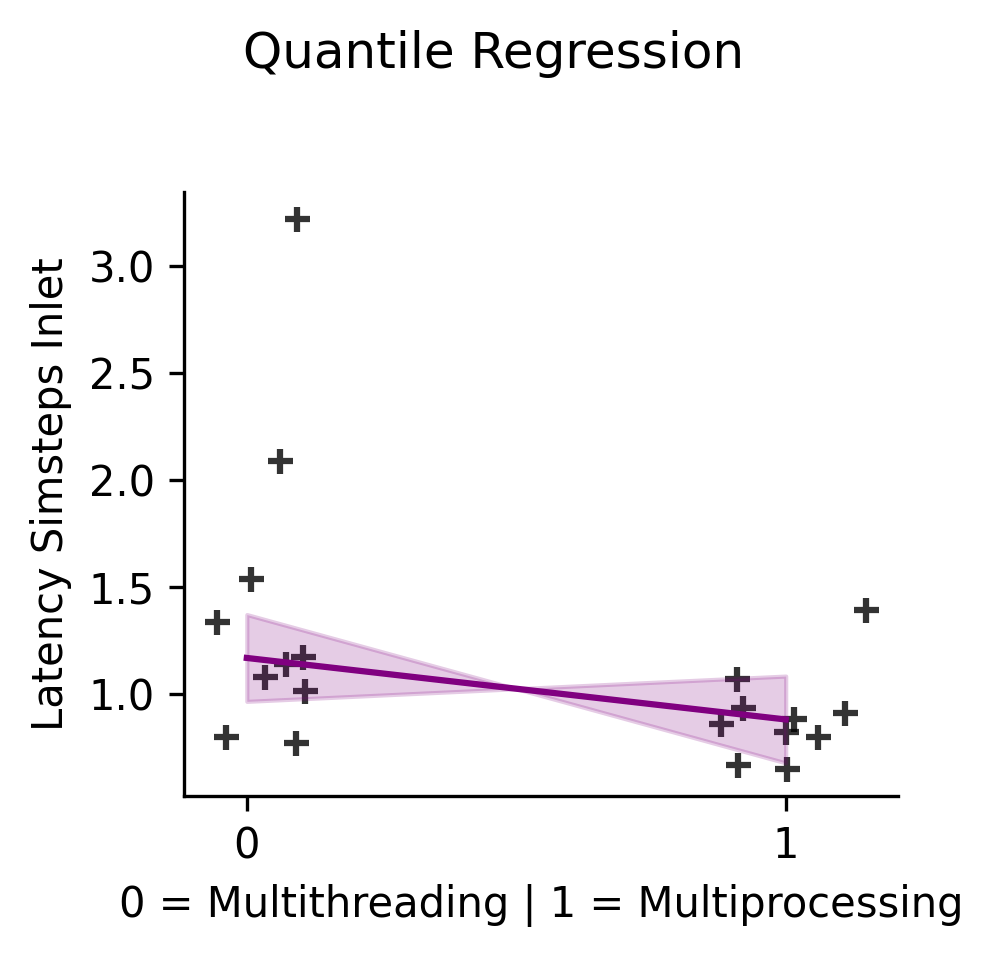 Quantile Regression
Latency Simsteps Inlet
3.0
2.5
2.0
1.5
1.0
0 1
0 = Multithreading | 1 = Multiprocessing